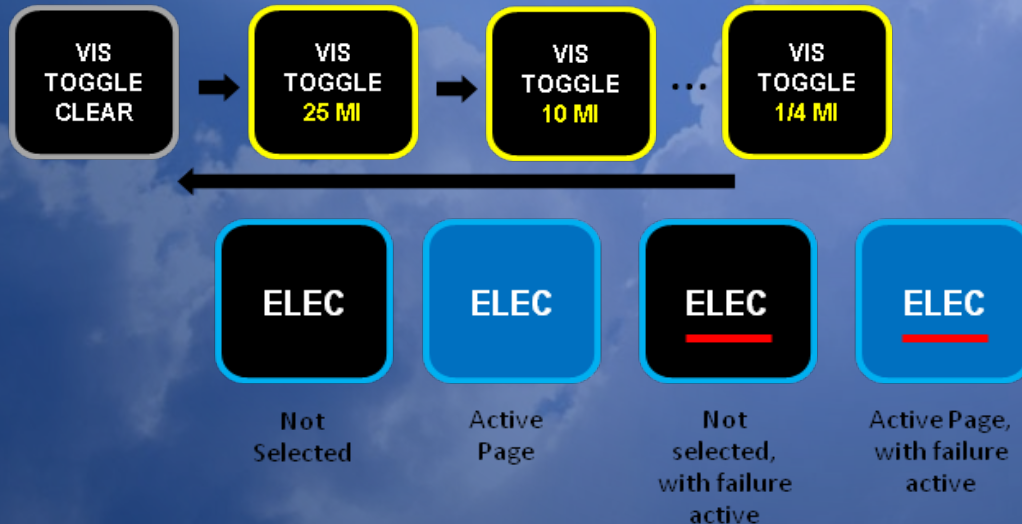 VIS
TOGGLE
CLEAR
VIS
TOGGLE
25 MI
VIS
TOGGLE
10 MI
...
VIS
TOGGLE
1/4 MI
ELEC
ELEC
ELEC
ELEC
Not
Selected
Active
Page
Not
selected,
with failure
active
Active Page,
with failure
active